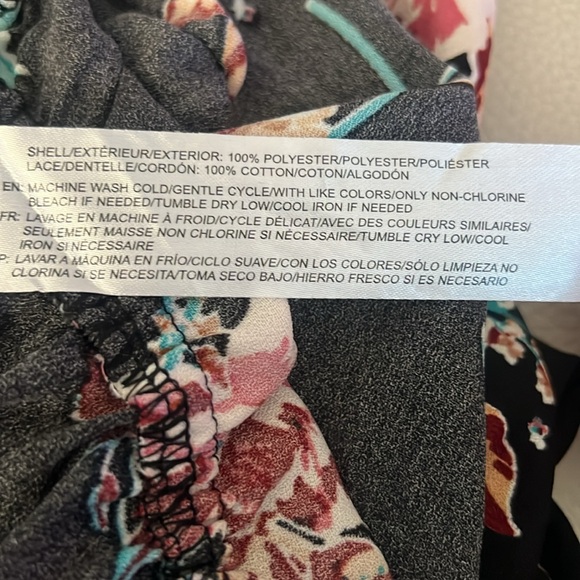 SHELL/EXTÉRIEUR/EXTERIOR: 100% POLYESTER/POLYESTER/POLIÉSTER
LACE/DENTELLE/CORDÓN: 100% COTTON/COTON/ALGODÓN
EN: MACHINE WASH COLD/GENTLE CYCLE/WITH LIKE COLORS/ONLY NON-CHLORINE
BLEACH IF NEEDED/TUMBLE DRY LOW/COOL IRON IF NEEDED
FR: LAVAGE EN MACHINE À FROID/CYCLE DÉLICAT/AVEC DES COULEURS SIMILAIRES/
SEULEMENT MAISSE NON CHLORINE SI NÉCESSAIRE/TUMBLE CRY LOW/COOL
IRON SI NÉCESSAIRE
P: LAVAR A MÁQUINA EN FRÍO/CICLO SUAVE/CON LOS COLORES/SÓLO LIMPIEZA NO
CLORINA SI SE NECESITA/TOMA SECO BAJO/HIERRO FRESCO SI ES NECESARIO